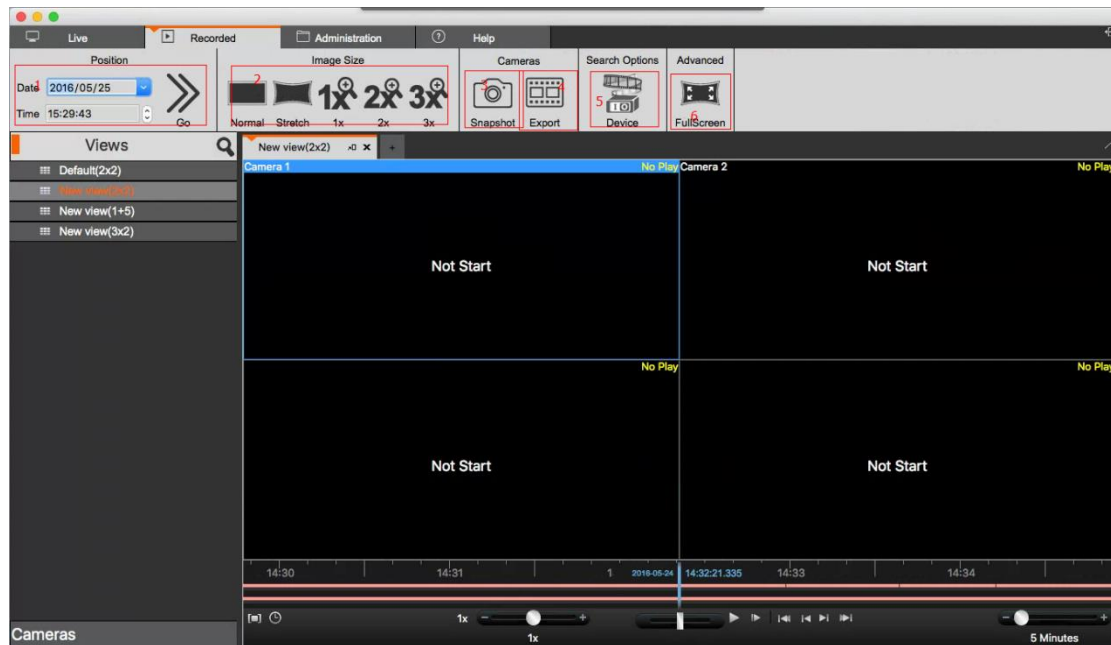 Live Recorded Administration Help
Position Image Size Cameras Search Options Advanced
Date 1 2016/05/25
2 3 4 5 6
1X 2X 3X
Time 15:29:43
Go Normal Stretch 1x 2x 3x Snapshot Export Device FullScreen
Views
New view(2x2)
Default(2x2)
Camera 1 No Play Camera 2 No Play
New view(1+5)
New view(3x2)
Not Start Not Start
No Play No Play
Not Start Not Start
14:30 14:31 1 2016-05-24 14:32:21.335 14:33 14:34
1x
Cameras
1x 5 Minutes